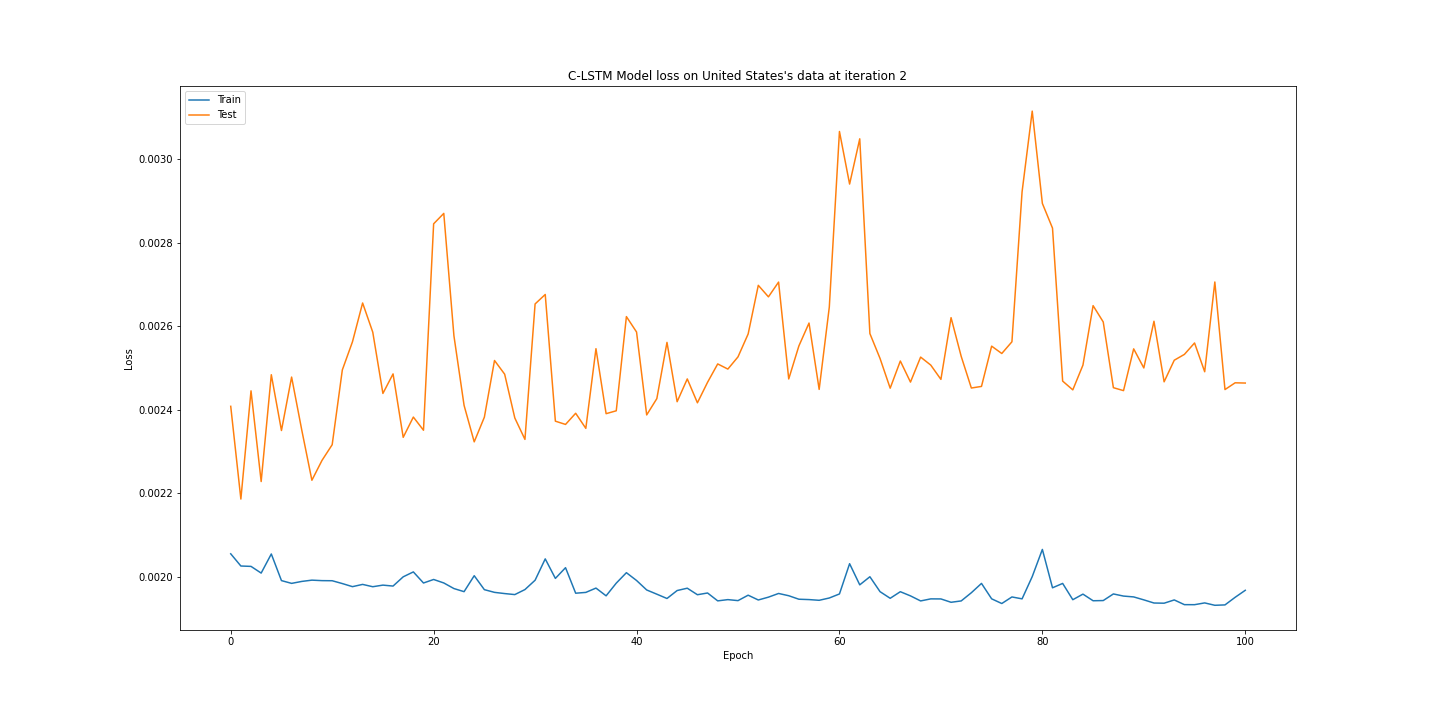 C-LSTM Model loss on United States's data at iteration 2
Train
Test
0.0030
0.0028
0.0026
0.0024
0.0022
0.0020
Loss
0 20 40 60 80 100
Epoch